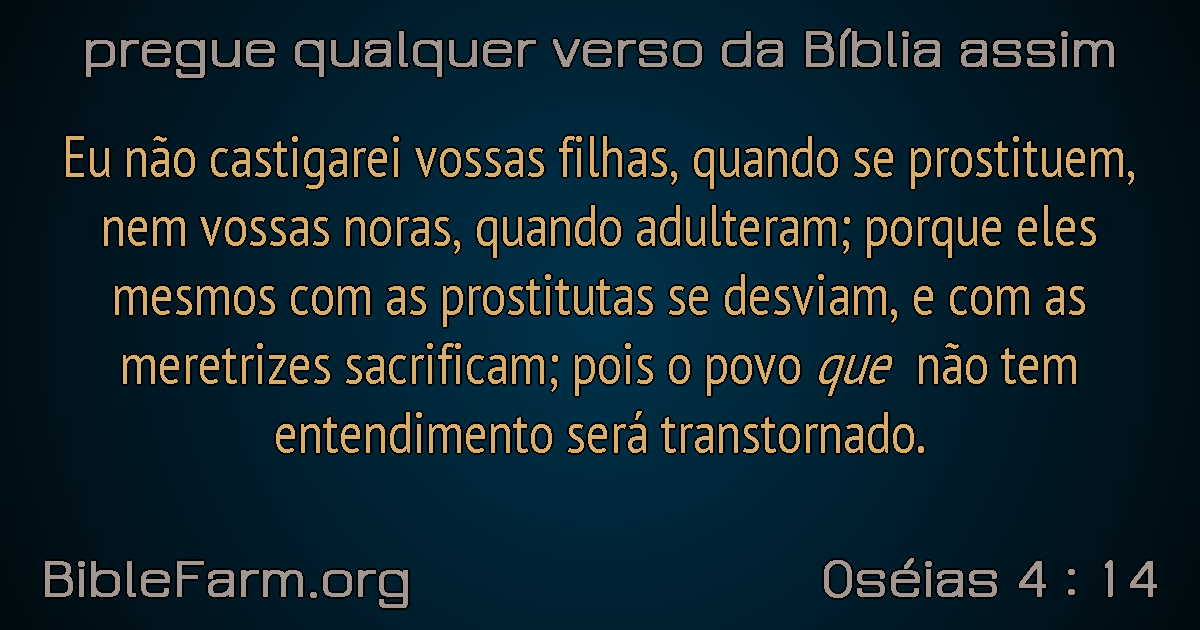 pregue qualquer verso da Bíblia assim
Eu não castigarei vossas filhas, quando se prostituem,
nem vossas noras, quando adulteram; porque eles
mesmos com as prostitutas se desviam, e com as
meretrizes sacrificam; pois o povo que não tem
entendimento será transtornado.
BibleFarm.org
Oséias 4 : 14